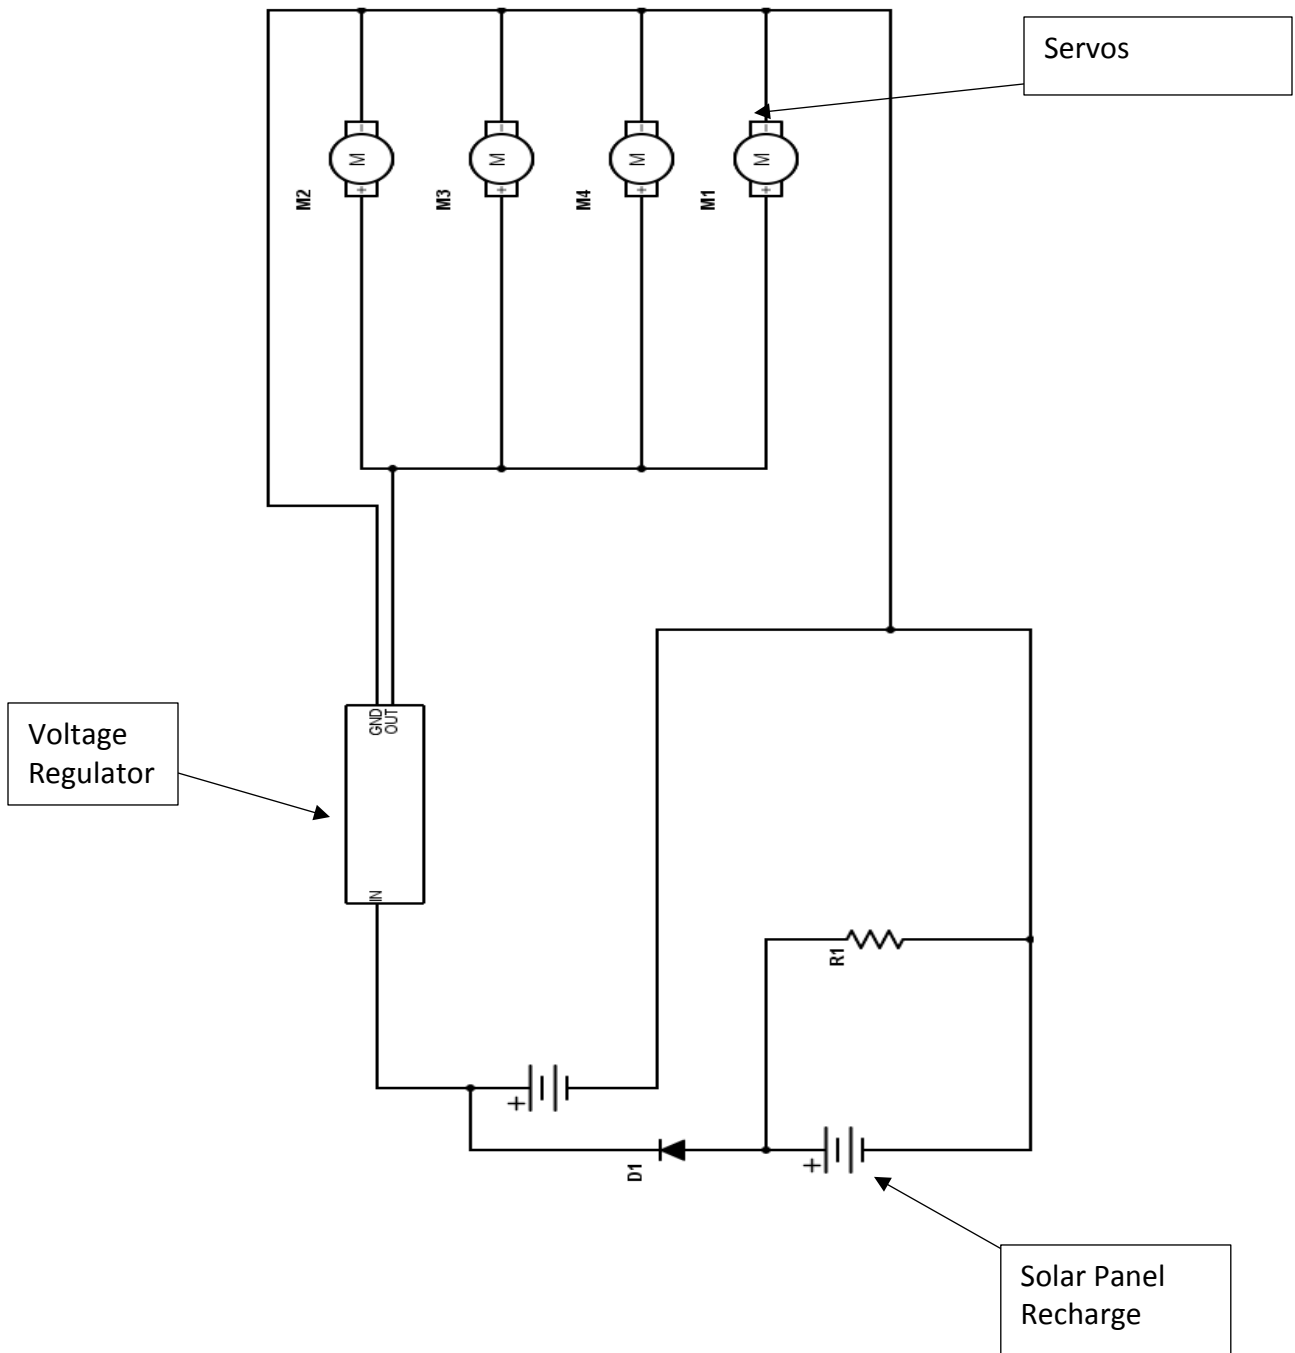 Servos
M
M
M
M
M2
M3
M4
M1
Voltage
Regulator
GND
OUT
IN
R1
D1
Solar Panel
Recharge